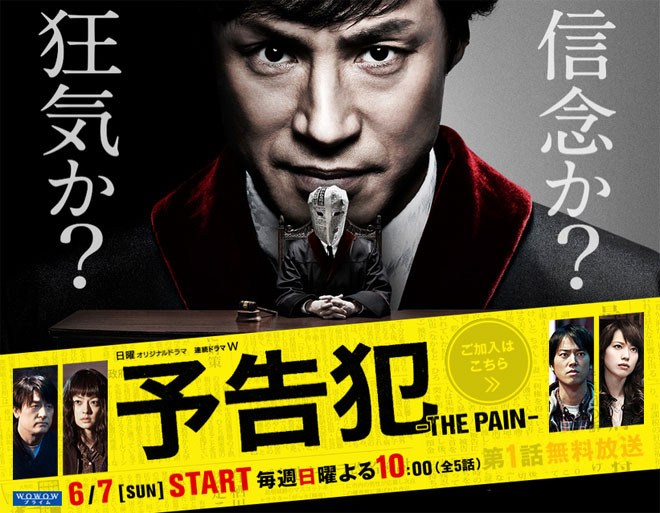 狂気か?
信念か?
日曜オリジナルドラマ 連続ドラマW
予告犯
-THE PAIN-
ご加入は
こちら
WOWOW
プライム
6/7 [SUN] START 毎週日曜よる10:00 (全5話) 第1話無料放送